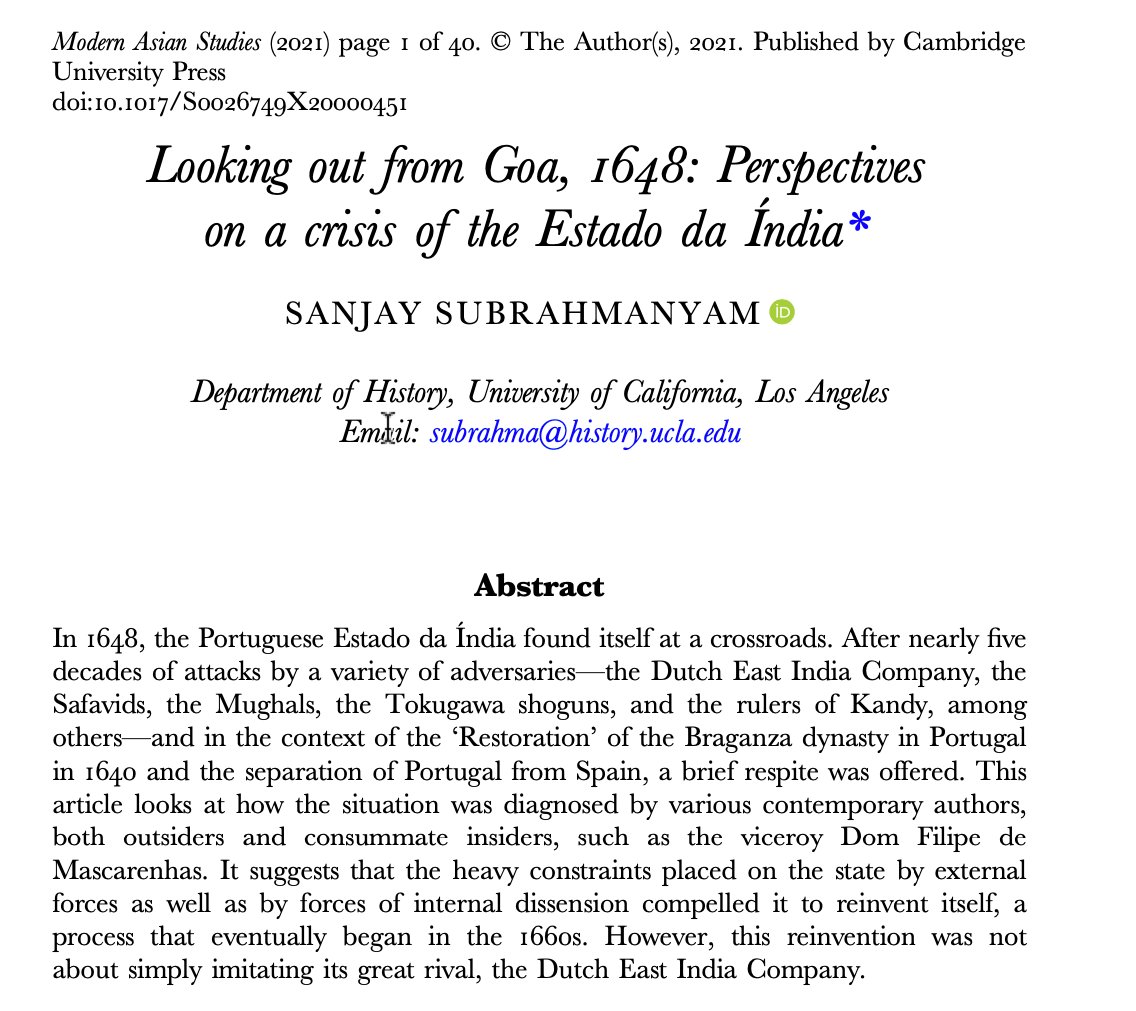 Modern Asian Studies (2021) page 1 of 40. © The Author(s), 2021. Published by Cambridge
University Press
doi:10.1017/S0026749X20000451
Looking out from Goa, 1648: Perspectives
on a crisis of the Estado da Índia*
SANJAY SUBRAHMANYAM iD
Department of History, University of California, Los Angeles
Email: subrahma@history.ucla.edu
Abstract
In 1648, the Portuguese Estado da Índia found itself at a crossroads. After nearly five
decades of attacks by a variety of adversaries—the Dutch East India Company, the
Safavids, the Mughals, the Tokugawa shoguns, and the rulers of Kandy, among
others—and in the context of the ‘Restoration’ of the Braganza dynasty in Portugal
in 1640 and the separation of Portugal from Spain, a brief respite was offered. This
article looks at how the situation was diagnosed by various contemporary authors,
both outsiders and consummate insiders, such as the viceroy Dom Filipe de
Mascarenhas. It suggests that the heavy constraints placed on the state by external
forces as well as by forces of internal dissension compelled it to reinvent itself, a
process that eventually began in the 1660s. However, this reinvention was not
about simply imitating its great rival, the Dutch East India Company.